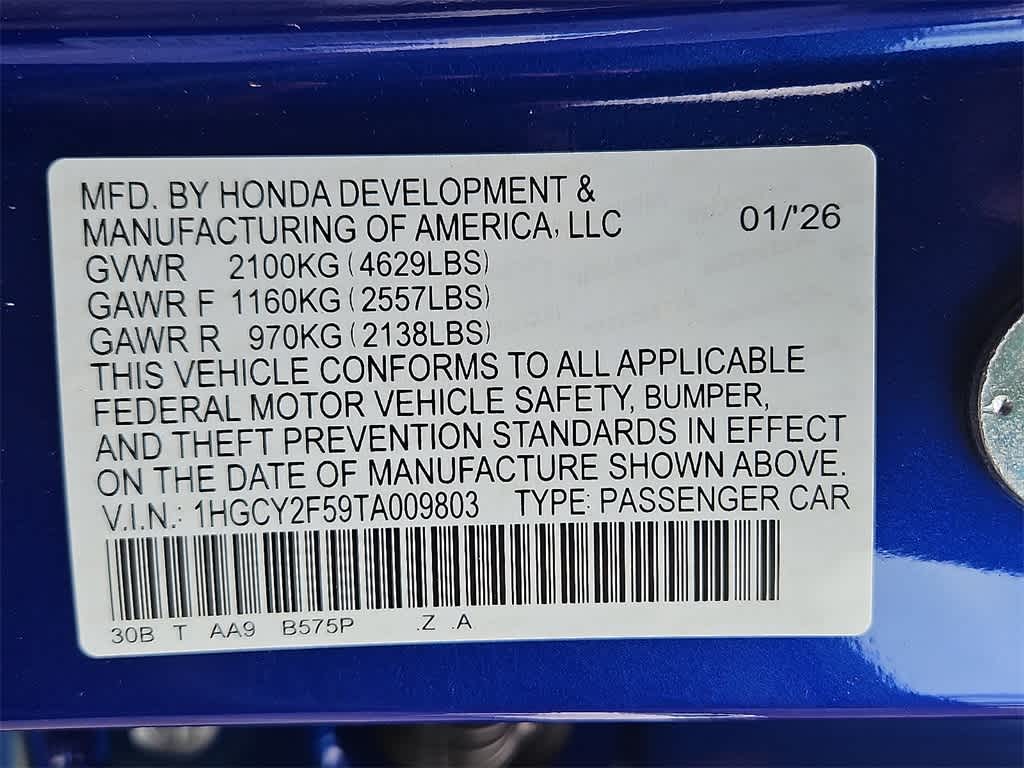 MFD. BY HONDA DEVELOPMENT &
MANUFACTURING OF AMERICA, LLC 01/'26
GVWR 2100KG (4629LBS)
GAWR F 1160KG (2557LBS)
GAWR R 970KG (2138LBS)
THIS VEHICLE CONFORMS TO ALL APPLICABLE
FEDERAL MOTOR VEHICLE SAFETY, BUMPER,
AND THEFT PREVENTION STANDARDS IN EFFECT
ON THE DATE OF MANUFACTURE SHOWN ABOVE.
V.I.N.: 1HGCY2F59TA009803 TYPE: PASSENGER CAR
30B T AA9 B575P .Z .A